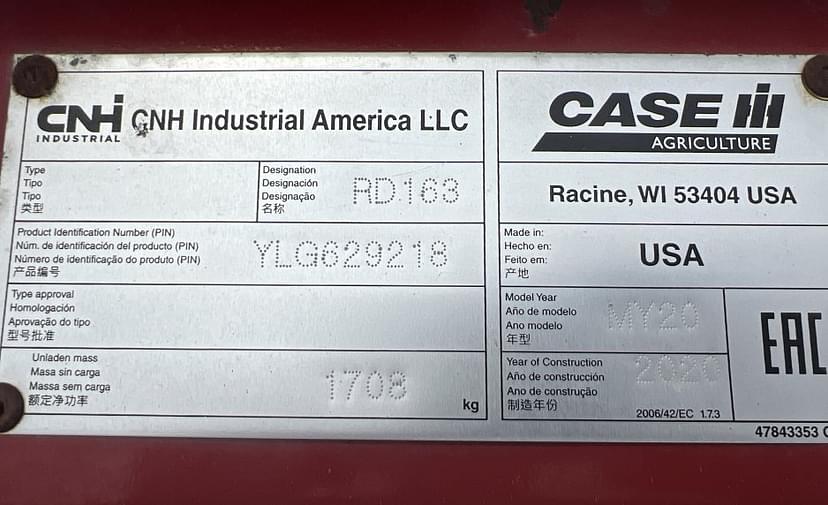 CNH
INDUSTRIAL
CNH Industrial America LLC
Type
Tipo
Tipo
类型
Designation
Designación
Designação
名称
RD163
Product Identification Number (PIN)
Núm. de identificación del producto (PIN)
Número de identificação do produto (PIN)
产品编号
YLG629218
Type approval
Homologación
Aprovação do tipo
型号批准
Unladen mass
Masa sin carga
Massa sem carga
额定净功率
1708
kg
CASE IH
AGRICULTURE
Racine, WI 53404 USA
Made in:
Hecho en:
Feito em:
产地
USA
Model Year
Año de modelo
Ano modelo
年型
MY20
Year of Construction
Año de construcción
Ano de construção
制造年份
2020
2006/42/EC 1.7.3
EAC
47843353